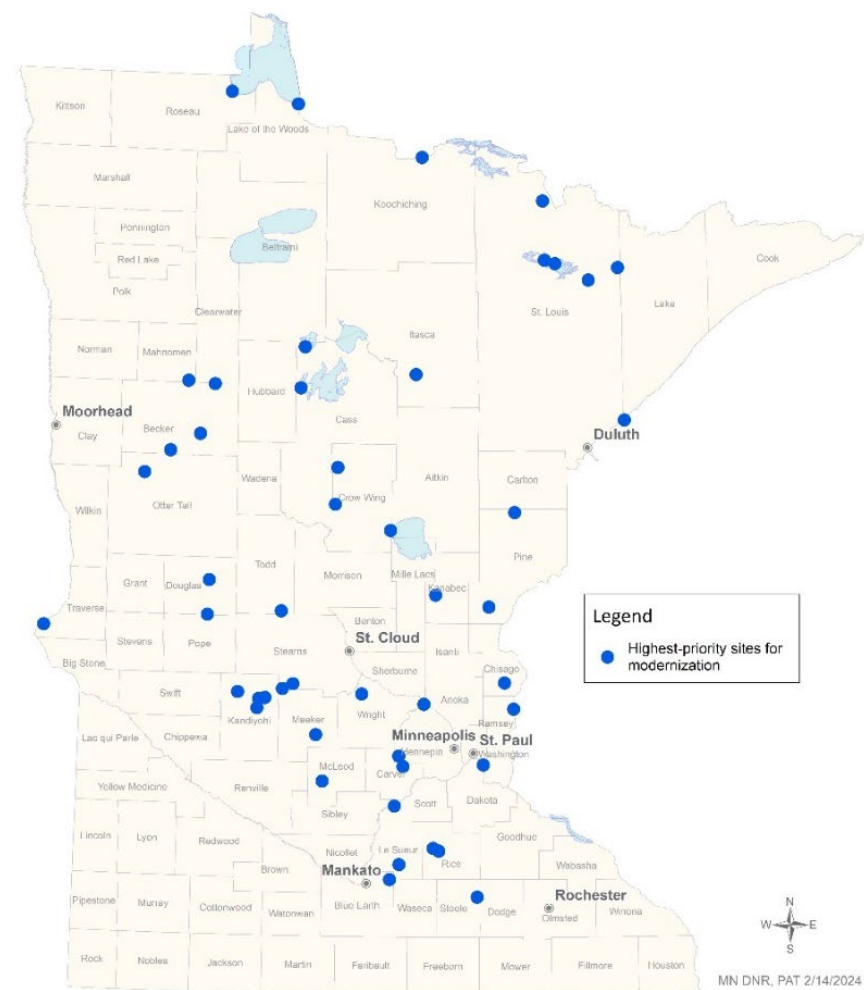 Kittson
Roseau
Lake of the Woods
Marshall
Koochiching
Pennington
Red Lake
Beltrami
Polk
Clearwater
Cook
Lake
St. Louis
Itasca
Norman
Mahnomen
Hubbard
Cass
Moorhead
Clay
Becker
Duluth
Wadena
Aitkin
Carlton
Crow Wing
Wilkin
Otter Tail
Pine
Todd
Morrison
Mille Lacs
Kanabec
Grant
Douglas
Traverse
Benton
Legend
Highest-priority sites for
modernization
Stevens
Pope
Stearns
St. Cloud
Isanti
Big Stone
Sherburne
Chisago
Swift
Kandiyohi
Meeker
Wright
Anoka
Ramsey
Lac qui Parle
Chippewa
Minneapolis
St. Paul
Hennepin
Washington
McLeod
Carver
Yellow Medicine
Renville
Scott
Dakota
Sibley
Lincoln
Lyon
Redwood
Nicollet
Le Sueur
Rice
Goodhue
Wabasha
Brown
Mankato
Rochester
Pipestone
Murray
Cottonwood
Watonwan
Blue Earth
Waseca
Steele
Dodge
Olmsted
Winona
N
W E
S
Rock
Nobles
Jackson
Martin
Faribault
Freeborn
Mower
Fillmore
Houston
MN DNR, PAT 2/14/2024